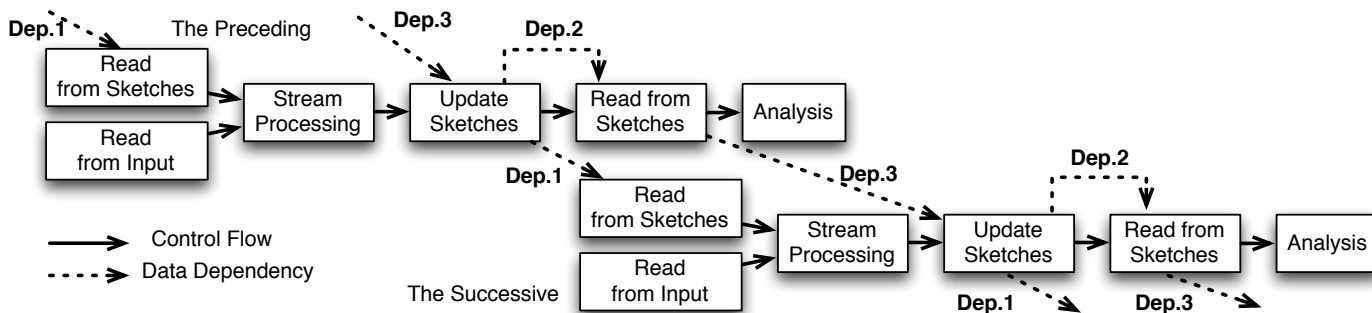 Dep.1
The Preceding
Dep.3
Dep.2
Read
from Sketches
Read
from Input
Stream
Processing
Update
Sketches
Read from
Sketches
Analysis
Dep.1
Dep.3
Dep.2
Read
from Sketches
Read
from Input
Stream
Processing
Update
Sketches
Read from
Sketches
Analysis
Control Flow
Data Dependency
The Successive
Dep.1
Dep.3